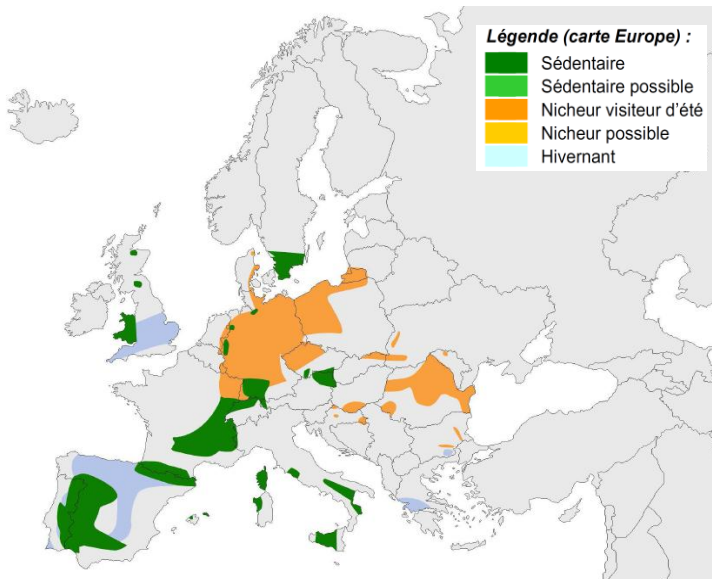 Légende (carte Europe) :
Sédentaire
Sédentaire possible
Nicheur visiteur d'été
Nicheur possible
Hivernant